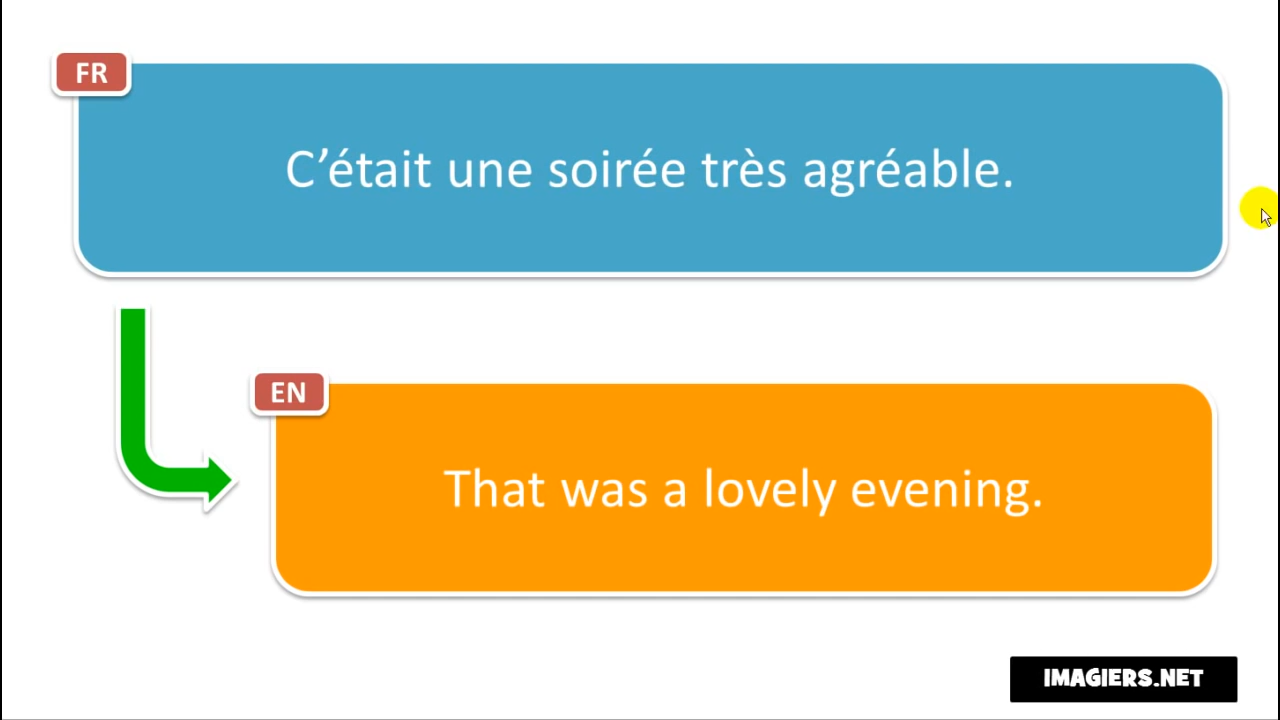 FR
C’était une soirée très agréable.
EN
That was a lovely evening.
IMAGIERS.NET